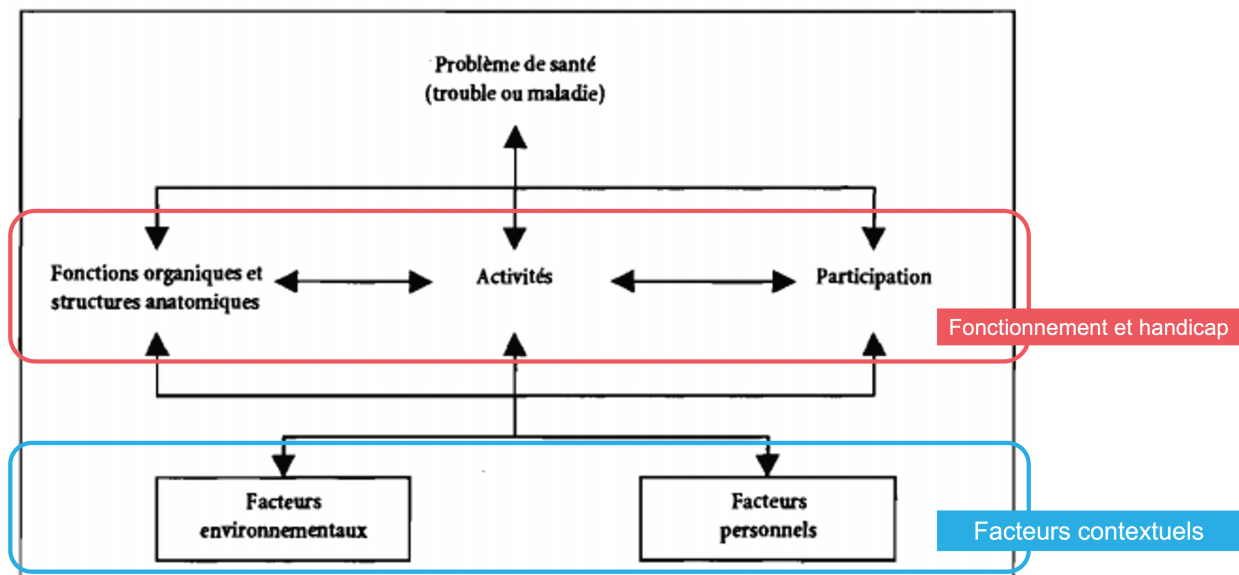 Problème de santé
(trouble ou maladie)
Fonctions organiques et
structures anatomiques
Activités
Participation
Fonctionnement et handicap
Facteurs
environnementaux
Facteurs
personnels
Facteurs contextuels